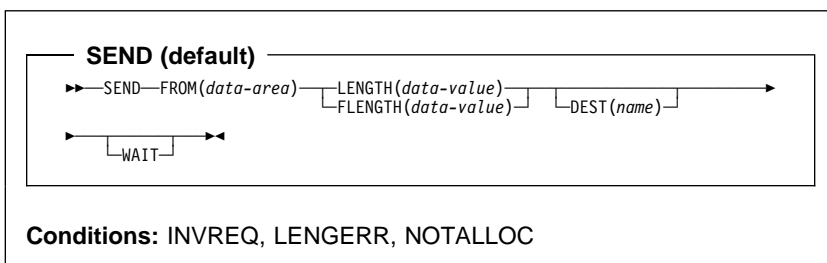 SEND (default)
SEND FROM(data-area) LENGTH(data-value)
FLENGTH(data-value) DEST(name)
WAIT
Conditions: INVREQ, LENGERR, NOTALLOC